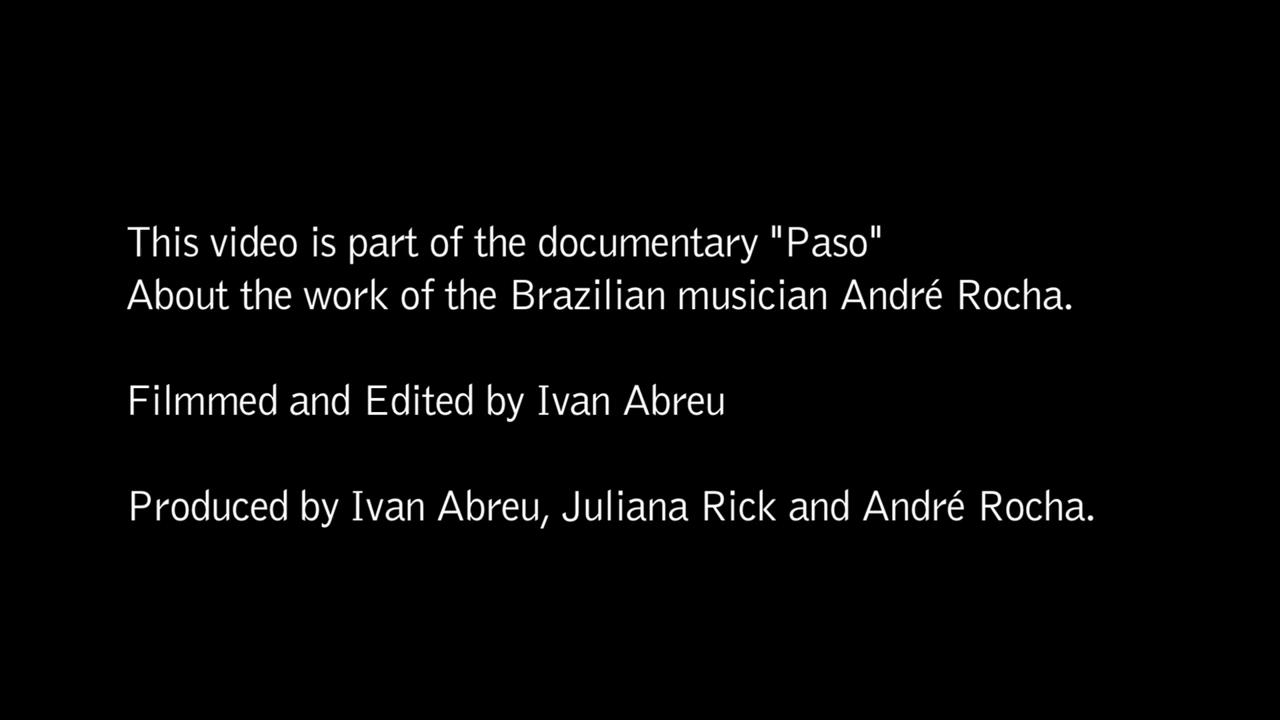 This video is part of the documentary "Paso"
About the work of the Brazilian musician André Rocha.
Filmmed and Edited by Ivan Abreu
Produced by Ivan Abreu, Juliana Rick and André Rocha.